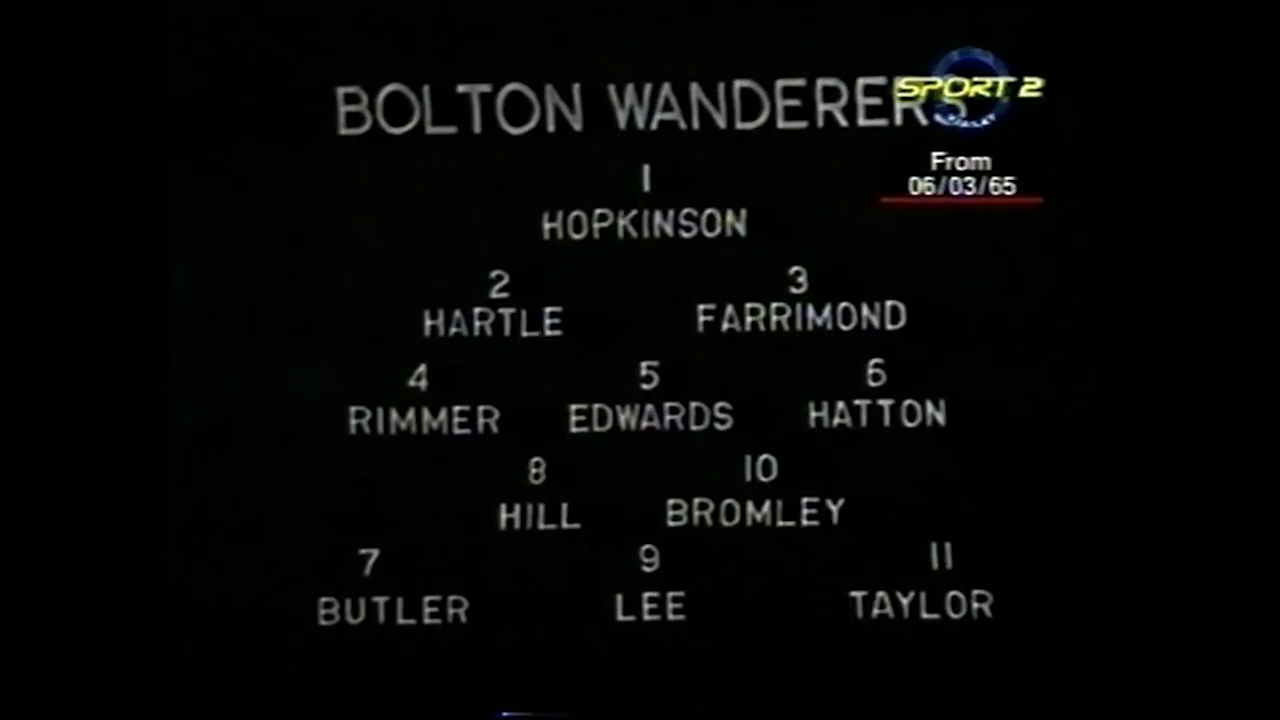 BOLTON WANDERERS
SPORT 2
From
06/03/65
1
HOPKINSON
2 3
HARTLE FARRIMOND
4 5 6
RIMMER EDWARDS HATTON
8 10
HILL BROMLEY
7 9 11
BUTLER LEE TAYLOR